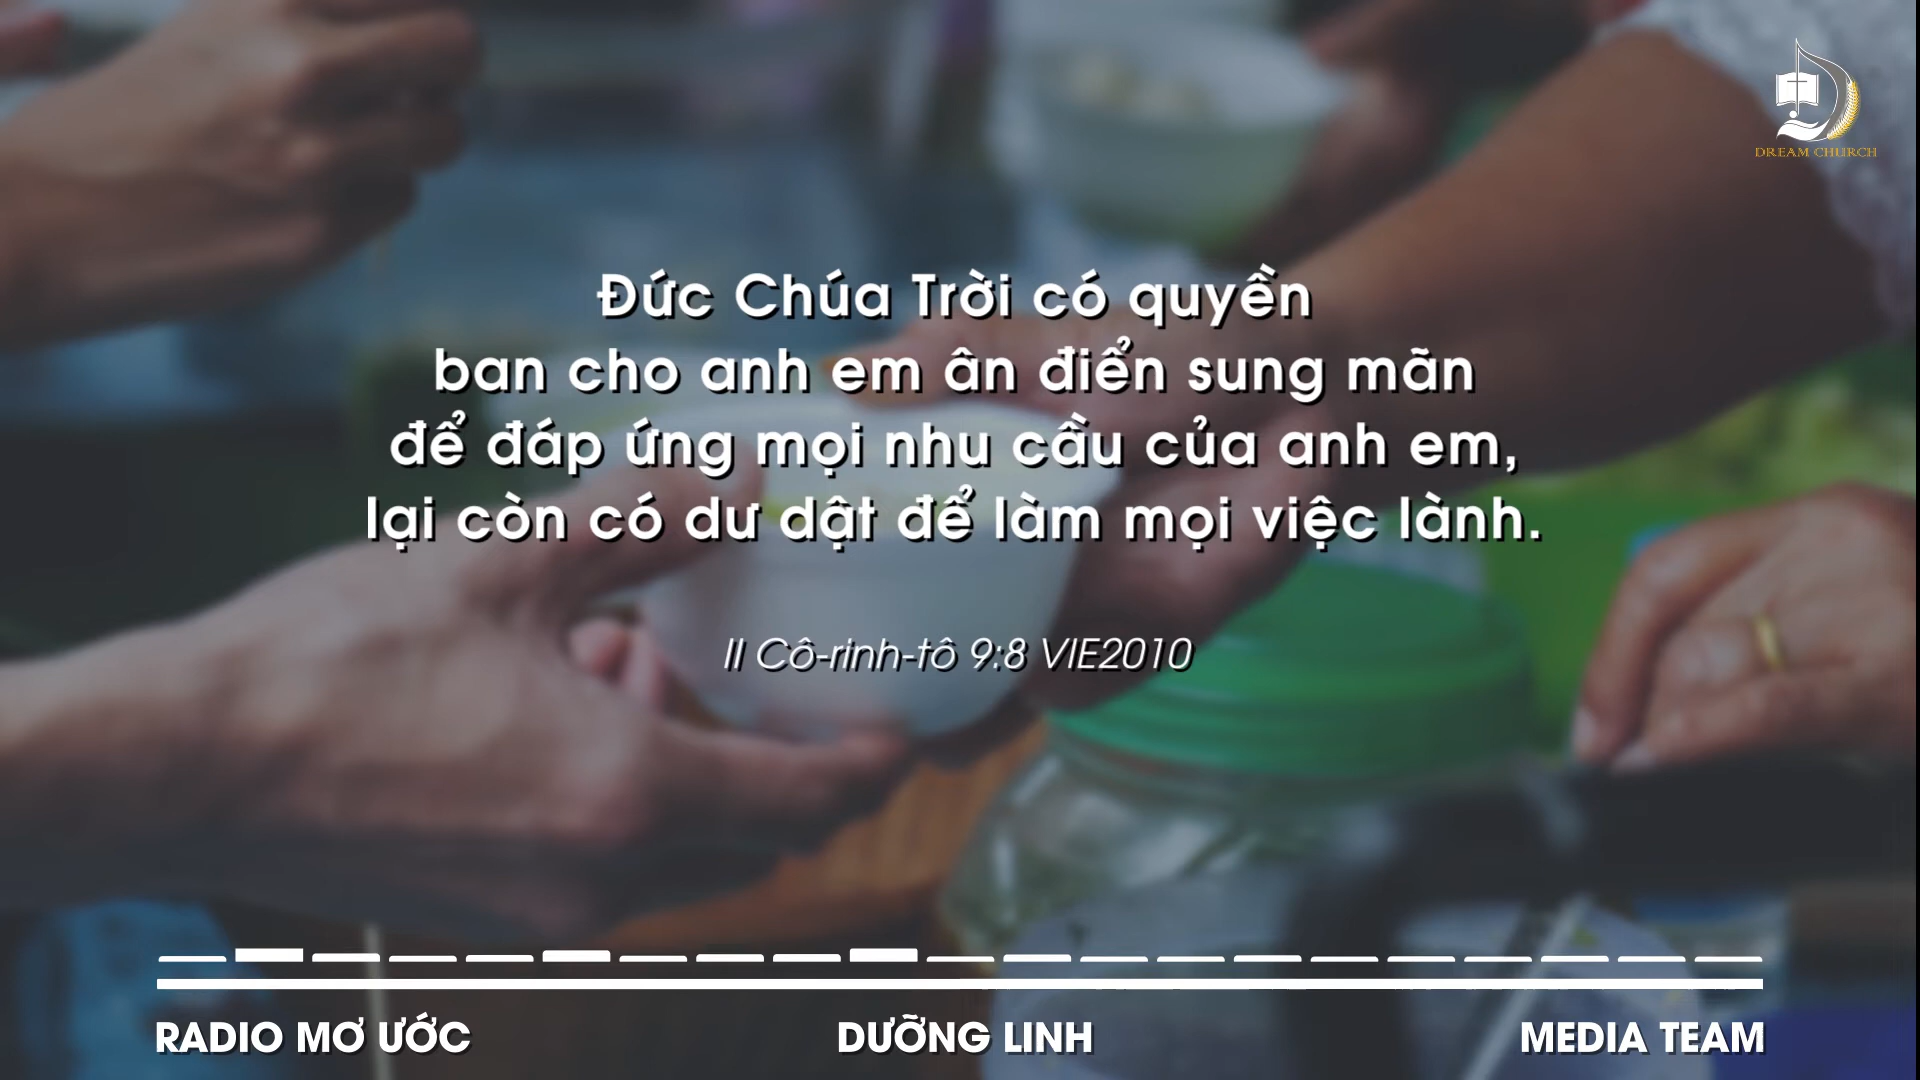 DREAM CHURCH
Đức Chúa Trời có quyền
ban cho anh em ân điển sung mãn
để đáp ứng mọi nhu cầu của anh em,
lại còn có dư dật để làm mọi việc lành.
II Cô-rinh-tô 9:8 VIE2010
RADIO MƠ ƯỚC
DƯỠNG LINH
MEDIA TEAM